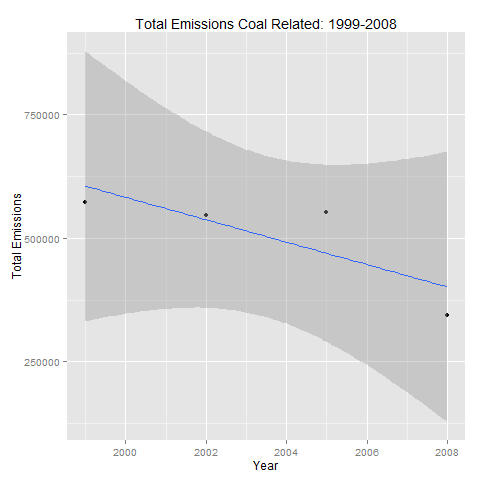 Total Emissions Coal Related: 1999-2008
Total Emissions
750000
500000
250000
2000 2002 2004 2006 2008
Year